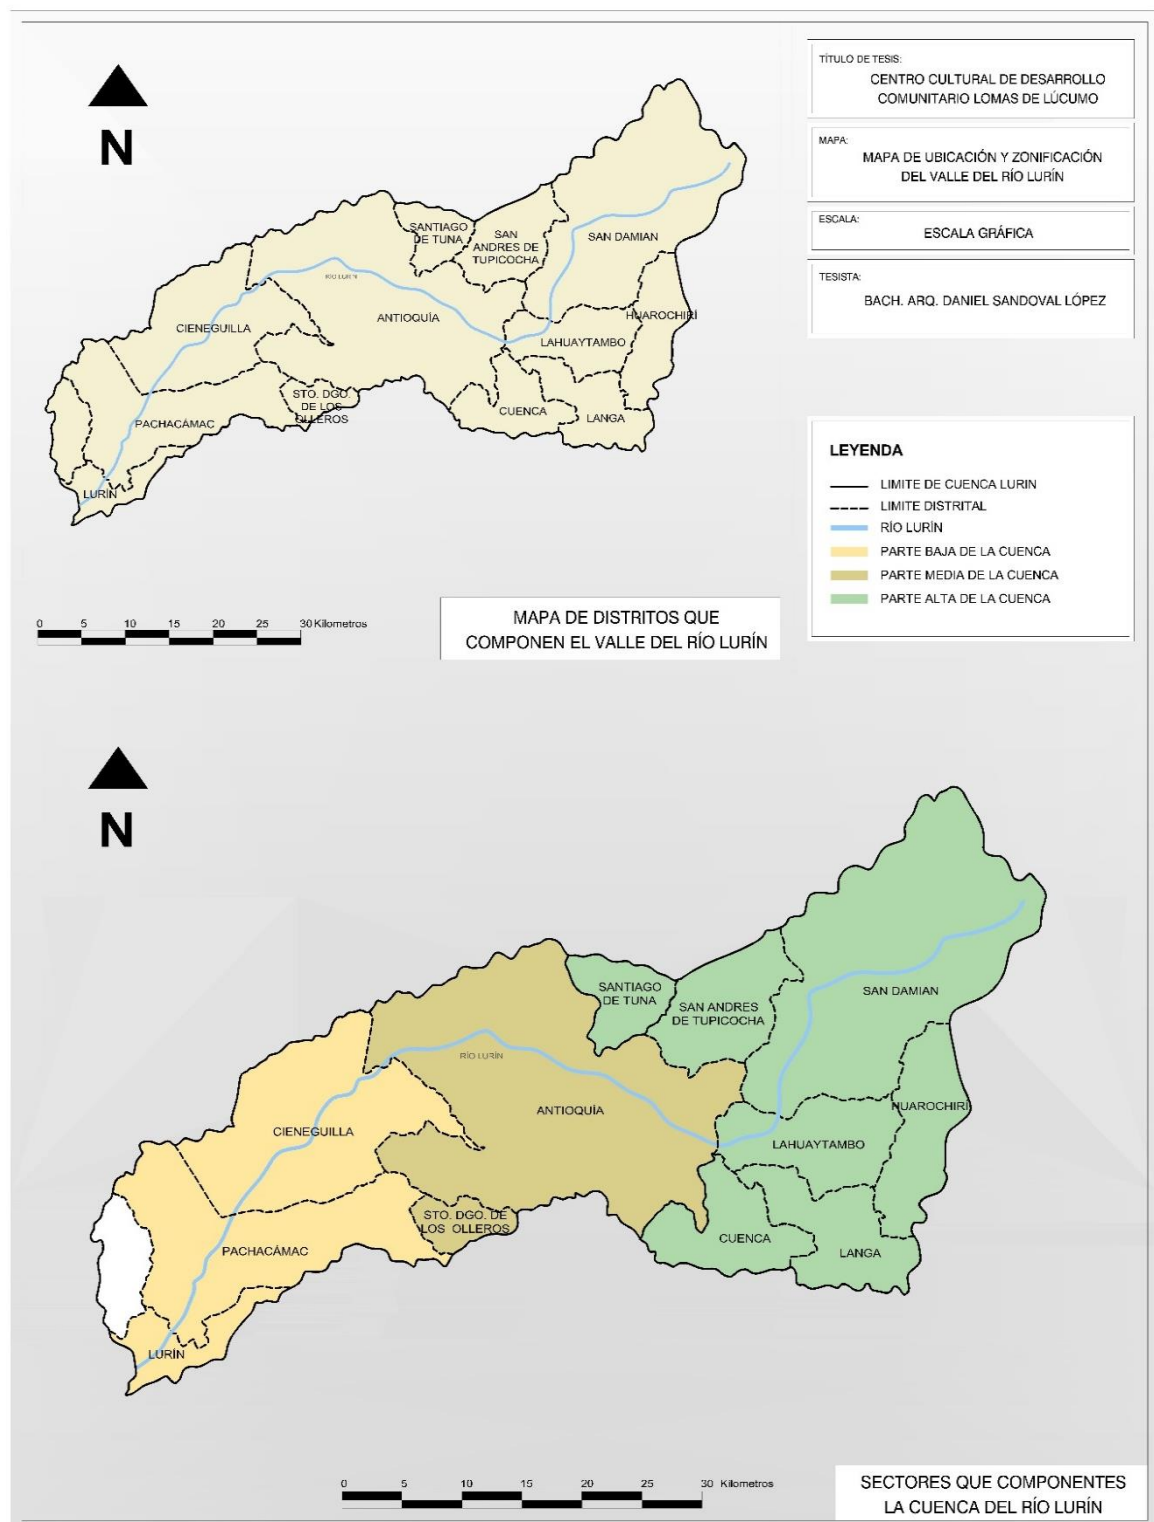 TÍTULO DE TESIS:
CENTRO CULTURAL DE DESARROLLO
COMUNITARIO LOMAS DE LÚCUMO
MAPA:
MAPA DE UBICACIÓN Y ZONIFICACIÓN
DEL VALLE DEL RÍO LURÍN
ESCALA:
ESCALA GRÁFICA
TESISTA:
BACH. ARQ. DANIEL SANDOVAL LÓPEZ
N
SANTIAGO
DE TUNA
SAN
ANDRES DE
TUPICOCHA
SAN DAMIAN
RÍO LURÍN
CIENEGUILLA
ANTIOQUÍA
HUAROCHIRÍ
LAHUAYTAMBO
STO. DGO.
DE LOS
OLLEROS
CUENCA
LANGA
PACHACÁMAC
LURÍN
LEYENDA
LIMITE DE CUENCA LURIN
LIMITE DISTRITAL
RÍO LURÍN
PARTE BAJA DE LA CUENCA
PARTE MEDIA DE LA CUENCA
PARTE ALTA DE LA CUENCA
0 5 10 15 20 25 30 Kilometros
MAPA DE DISTRITOS QUE
COMPONEN EL VALLE DEL RÍO LURÍN
N
SANTIAGO
DE TUNA
SAN ANDRES
DE TUPICOCHA
SAN DAMIAN
RÍO LURÍN
ANTIOQUÍA
HUAROCHIRÍ
CIENEGUILLA
LAHUAYTAMBO
STO. DGO. DE
LOS OLLEROS
CUENCA
LANGA
PACHACÁMAC
LURÍN
0 5 10 15 20 25 30 Kilometros
SECTORES QUE COMPONENTES
LA CUENCA DEL RÍO LURÍN